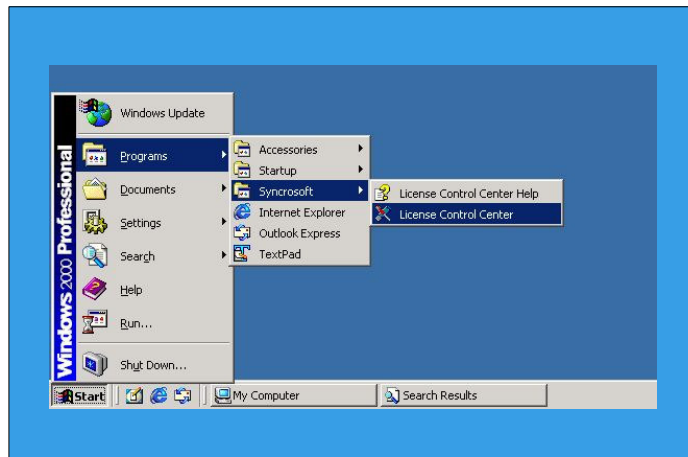 Windows 2000 Professional
Windows Update
Programs
Documents
Settings
Search
Help
Run...
Shut Down...
Accessories
Startup
Syncrosoft
Internet Explorer
Outlook Express
TextPad
License Control Center Help
License Control Center
Start
My Computer
Search Results